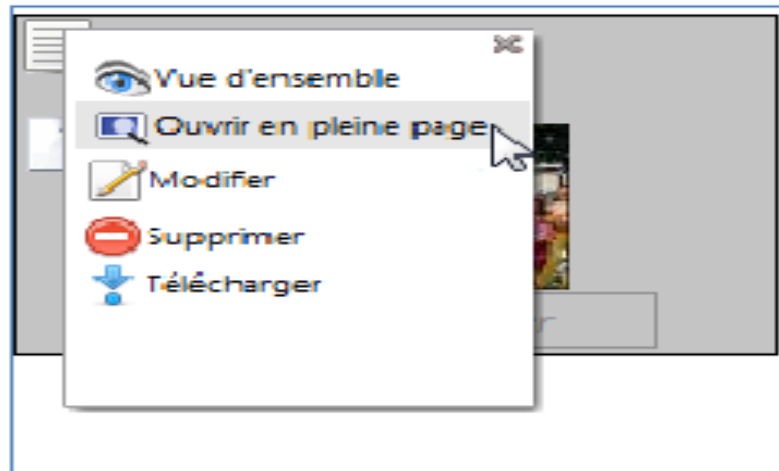 Vue d'ensemble
Ouvrir en pleine page
Modifier
Supprimer
Télécharger